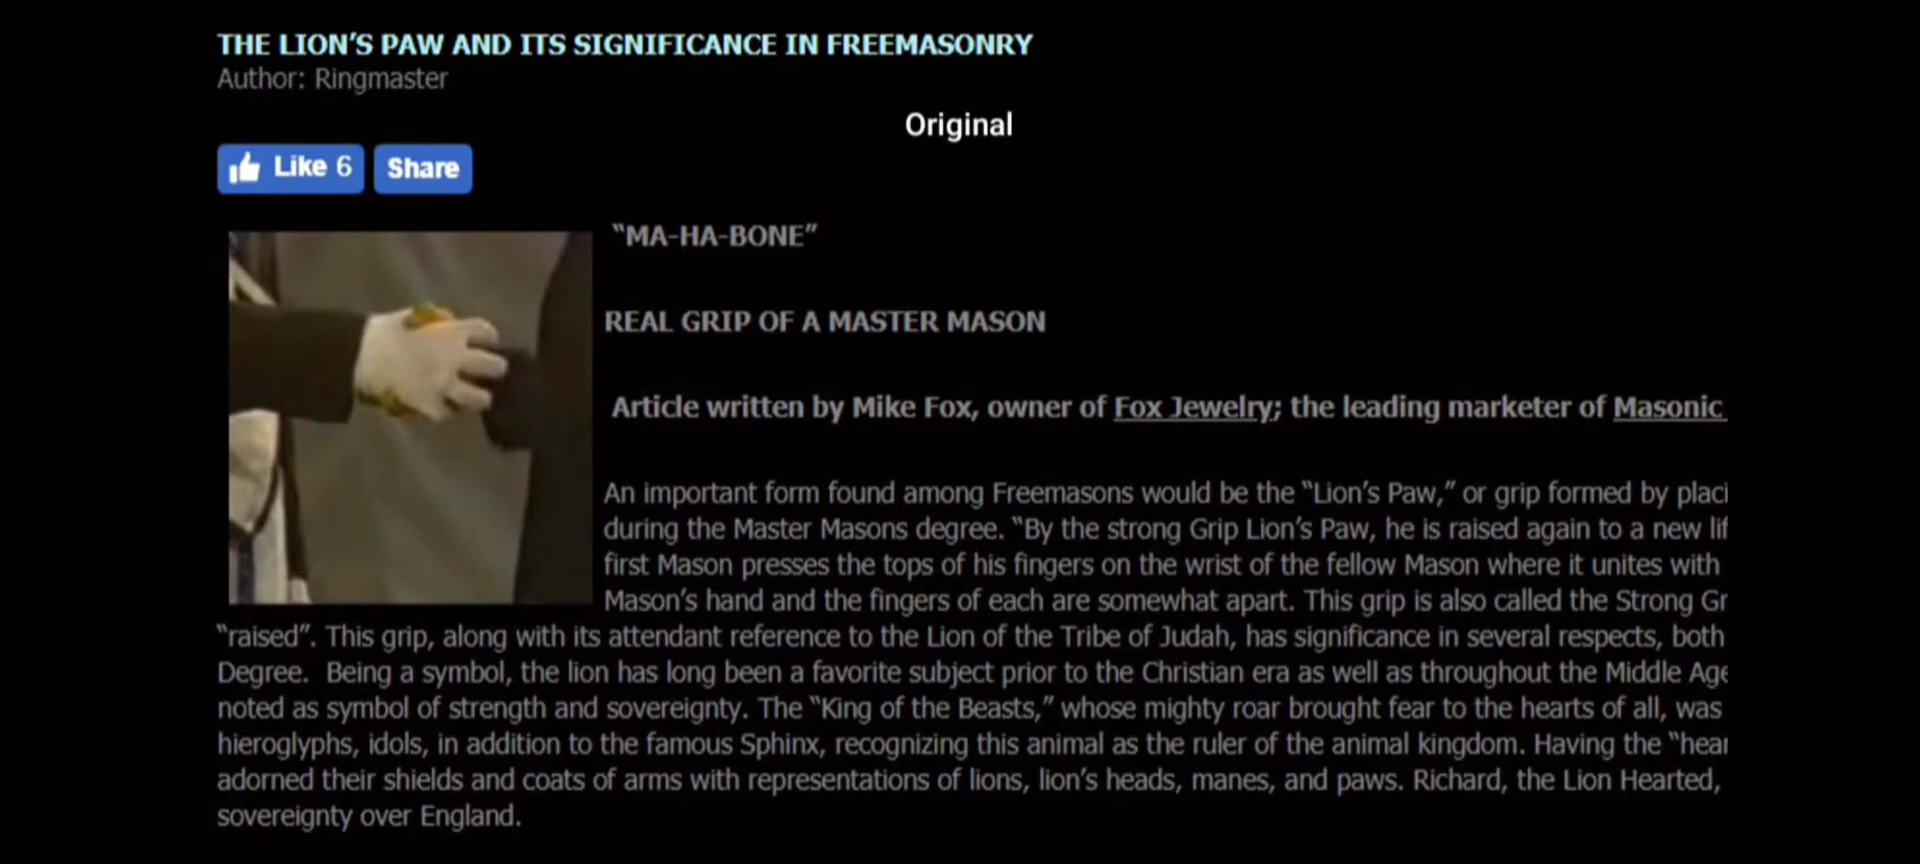 THE LION’S PAW AND ITS SIGNIFICANCE IN FREEMASONRY
Author: Ringmaster
Original
Like 6 Share
“MA-HA-BONE”
REAL GRIP OF A MASTER MASON
Article written by Mike Fox, owner of Fox Jewelry; the leading marketer of Masonic
An important form found among Freemasons would be the “Lion’s Paw,” or grip formed by placi
during the Master Masons degree. “By the strong Grip Lion’s Paw, he is raised again to a new lif
first Mason presses the tops of his fingers on the wrist of the fellow Mason where it unites with
Mason’s hand and the fingers of each are somewhat apart. This grip is also called the Strong Gr
“raised”. This grip, along with its attendant reference to the Lion of the Tribe of Judah, has significance in several respects, both
Degree.  Being a symbol, the lion has long been a favorite subject prior to the Christian era as well as throughout the Middle Age
noted as symbol of strength and sovereignty. The “King of the Beasts,” whose mighty roar brought fear to the hearts of all, was
hieroglyphs, idols, in addition to the famous Sphinx, recognizing this animal as the ruler of the animal kingdom. Having the “hear
adorned their shields and coats of arms with representations of lions, lion’s heads, manes, and paws. Richard, the Lion Hearted,
sovereignty over England.